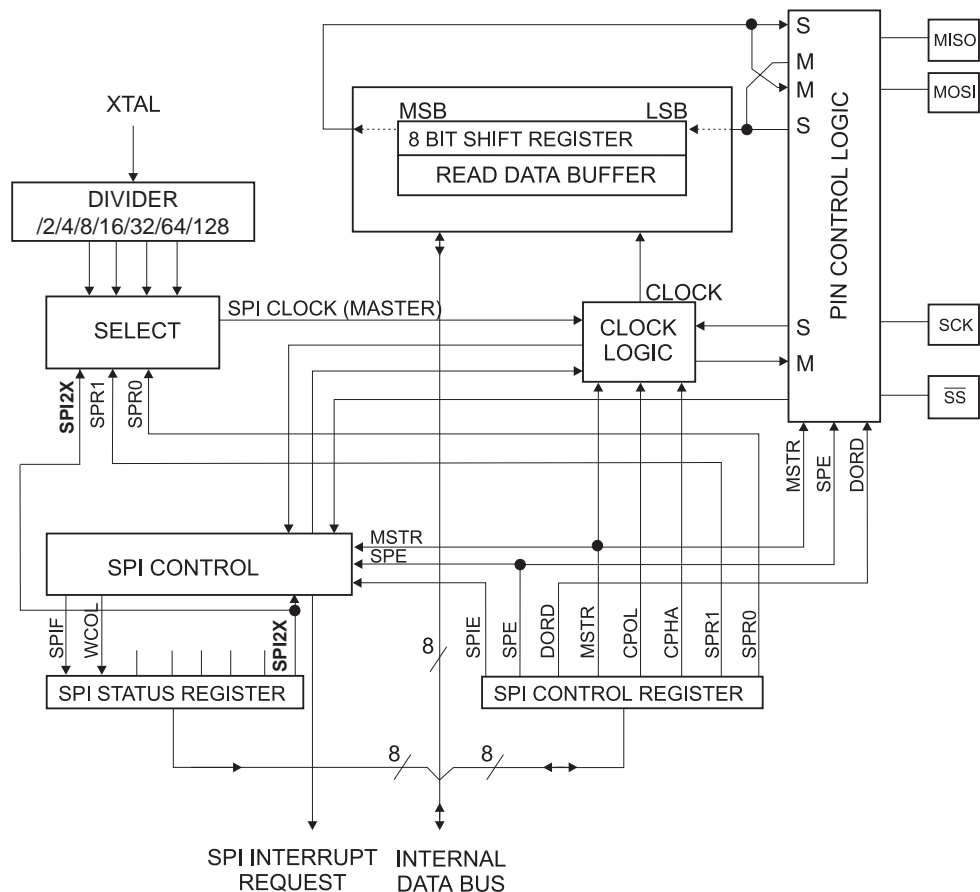 S
MISO
M
M
MOSI
XTAL
MSB
LSB
S
8 BIT SHIFT REGISTER
READ DATA BUFFER
DIVIDER
/2/4/8/16/32/64/128
PIN CONTROL LOGIC
SPI CLOCK (MASTER)
CLOCK
SELECT
CLOCK
LOGIC
S
SCK
M
SPI2X
SPR1
SPR0
SS
MSTR
SPE
DORD
MSTR
SPE
SPI CONTROL
SPIF
WCOL
SPI2X
8
SPIE
SPE
DORD
MSTR
CPOL
CPHA
SPR1
SPR0
SPI STATUS REGISTER
SPI CONTROL REGISTER
8
8
SPI INTERRUPT
REQUEST
INTERNAL
DATA BUS